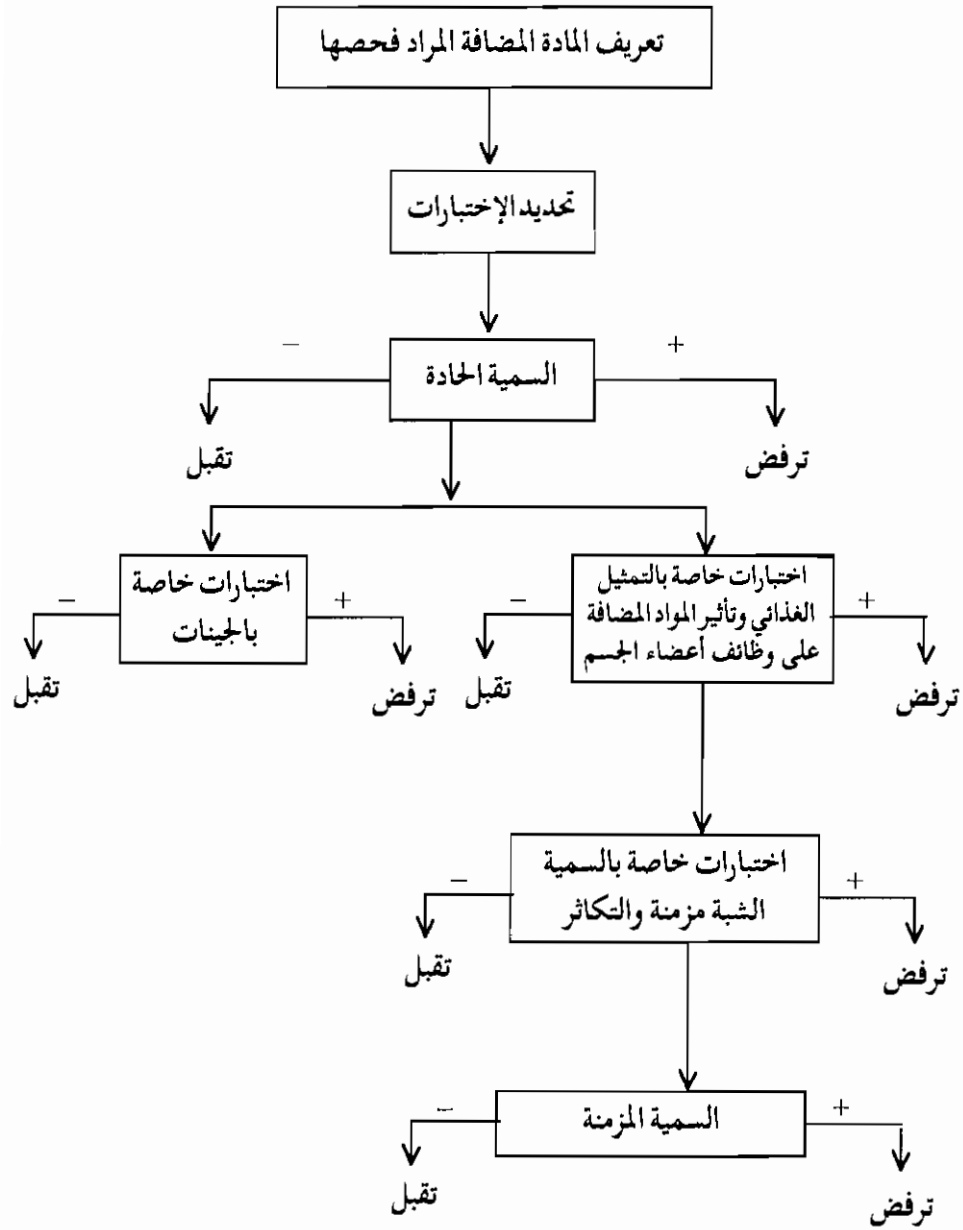 تعريف المادة المضافة المراد فحصها
تحديد الإختبارات
+
السمية الحادة
−
ترفض
تقبل
اختبارات خاصة بالتمثيل
الغذائي وتأثير المواد المضافة
على وظائف أعضاء الجسم
+
−
ترفض
تقبل
اختبارات خاصة
بالجينات
+
−
ترفض
تقبل
اختبارات خاصة بالسمية
الشبة مزمنة والتكاثر
+
−
ترفض
تقبل
السمية المزمنة
+
−
ترفض
تقبل